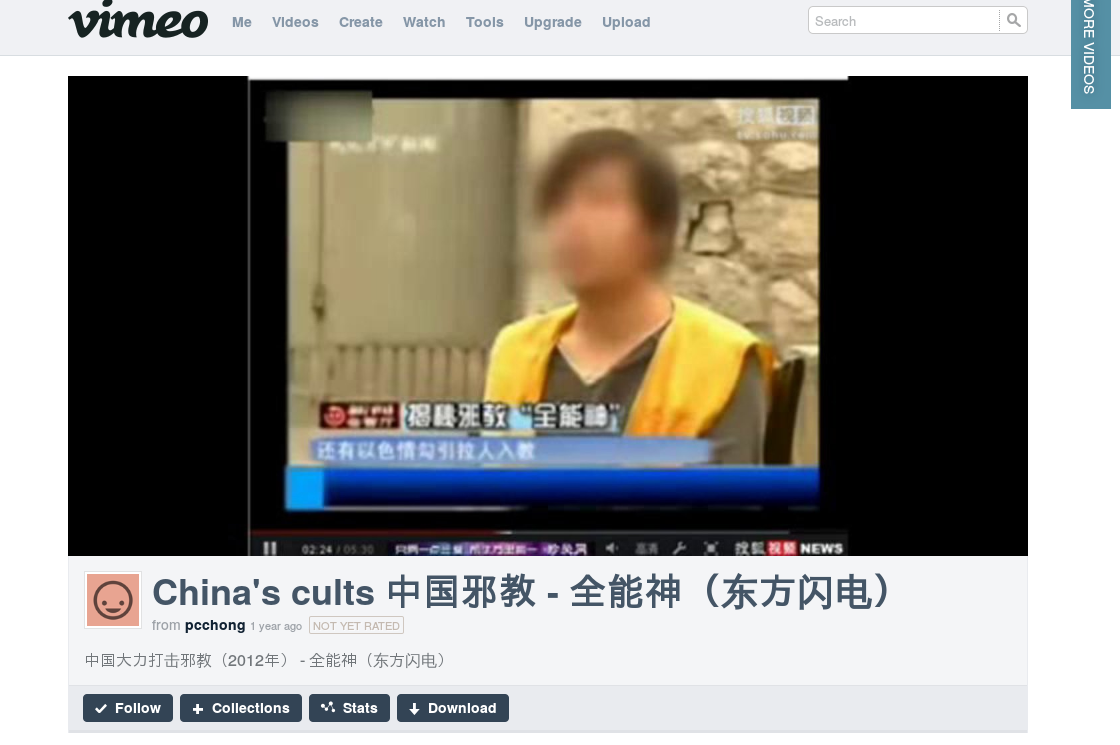 vimeo Me Videos Create Watch Tools Upgrade Upload Search
MORE VIDEOS
搜狐视频
揭秘邪教“全能神”
还有以色情勾引拉人入教
02:24 / 05:30
高清
搜狐视频 NEWS
China's cults 中国邪教 - 全能神（东方闪电）
from pcchong 1 year ago NOT YET RATED
中国大力打击邪教（2012年） - 全能神（东方闪电）
Follow Collections Stats Download